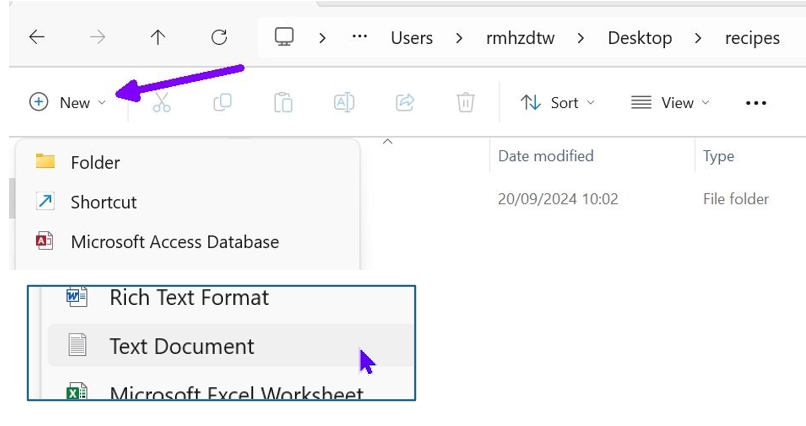 ··· Users > rmhzdtw > Desktop > recipes
New Sort View ···
Folder
Shortcut
Microsoft Access Database
Date modified Type
20/09/2024 10:02 File folder
Rich Text Format
Text Document
Microsoft Excel Worksheet